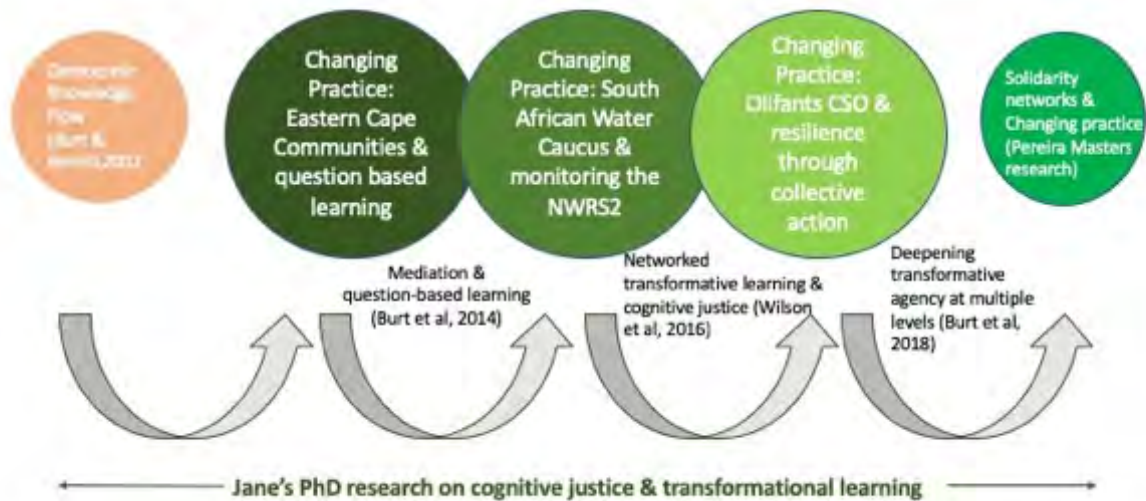 Knowledge
Flow
(Burt &
Changing
Practice:
Eastern Cape
Communities &
question based
learning
Changing
Practice: South
African Water
Caucus &
monitoring the
NWRS2
Changing
Practice:
Olifants CSO &
resilience
through
collective
action
Solidarity
networks &
Changing practice
(Pereira Masters
research)
Mediation &
question-based learning
(Burt et al, 2014)
Networked
transformative learning &
cognitive justice (Wilson
et al, 2016)
Deepening
transformative
agency at multiple
levels (Burt et al,
2018)
Jane's PhD research on cognitive justice & transformational learning